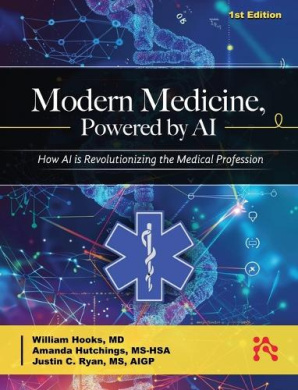 1st Edition
Modern Medicine,
Powered by AI
How AI is Revolutionizing the Medical Profession
William Hooks, MD
Amanda Hutchings, MS-HSA
Justin C. Ryan, MS, AIGP